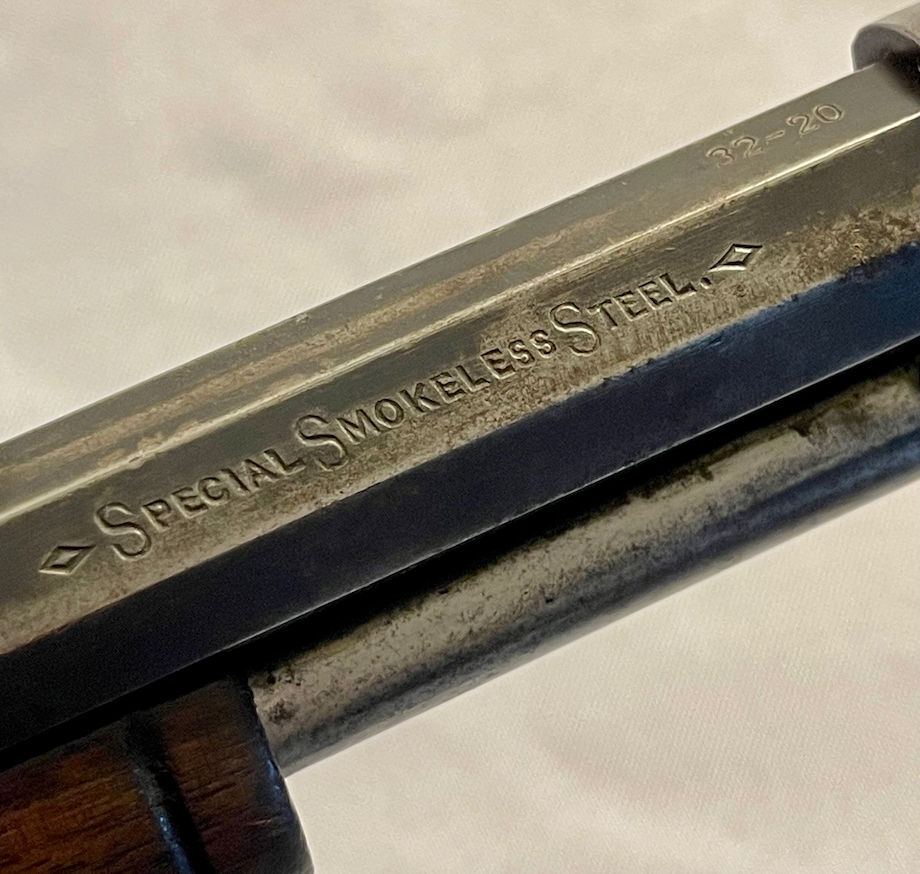 32-20
SPECIAL SMOKELESS STEEL.